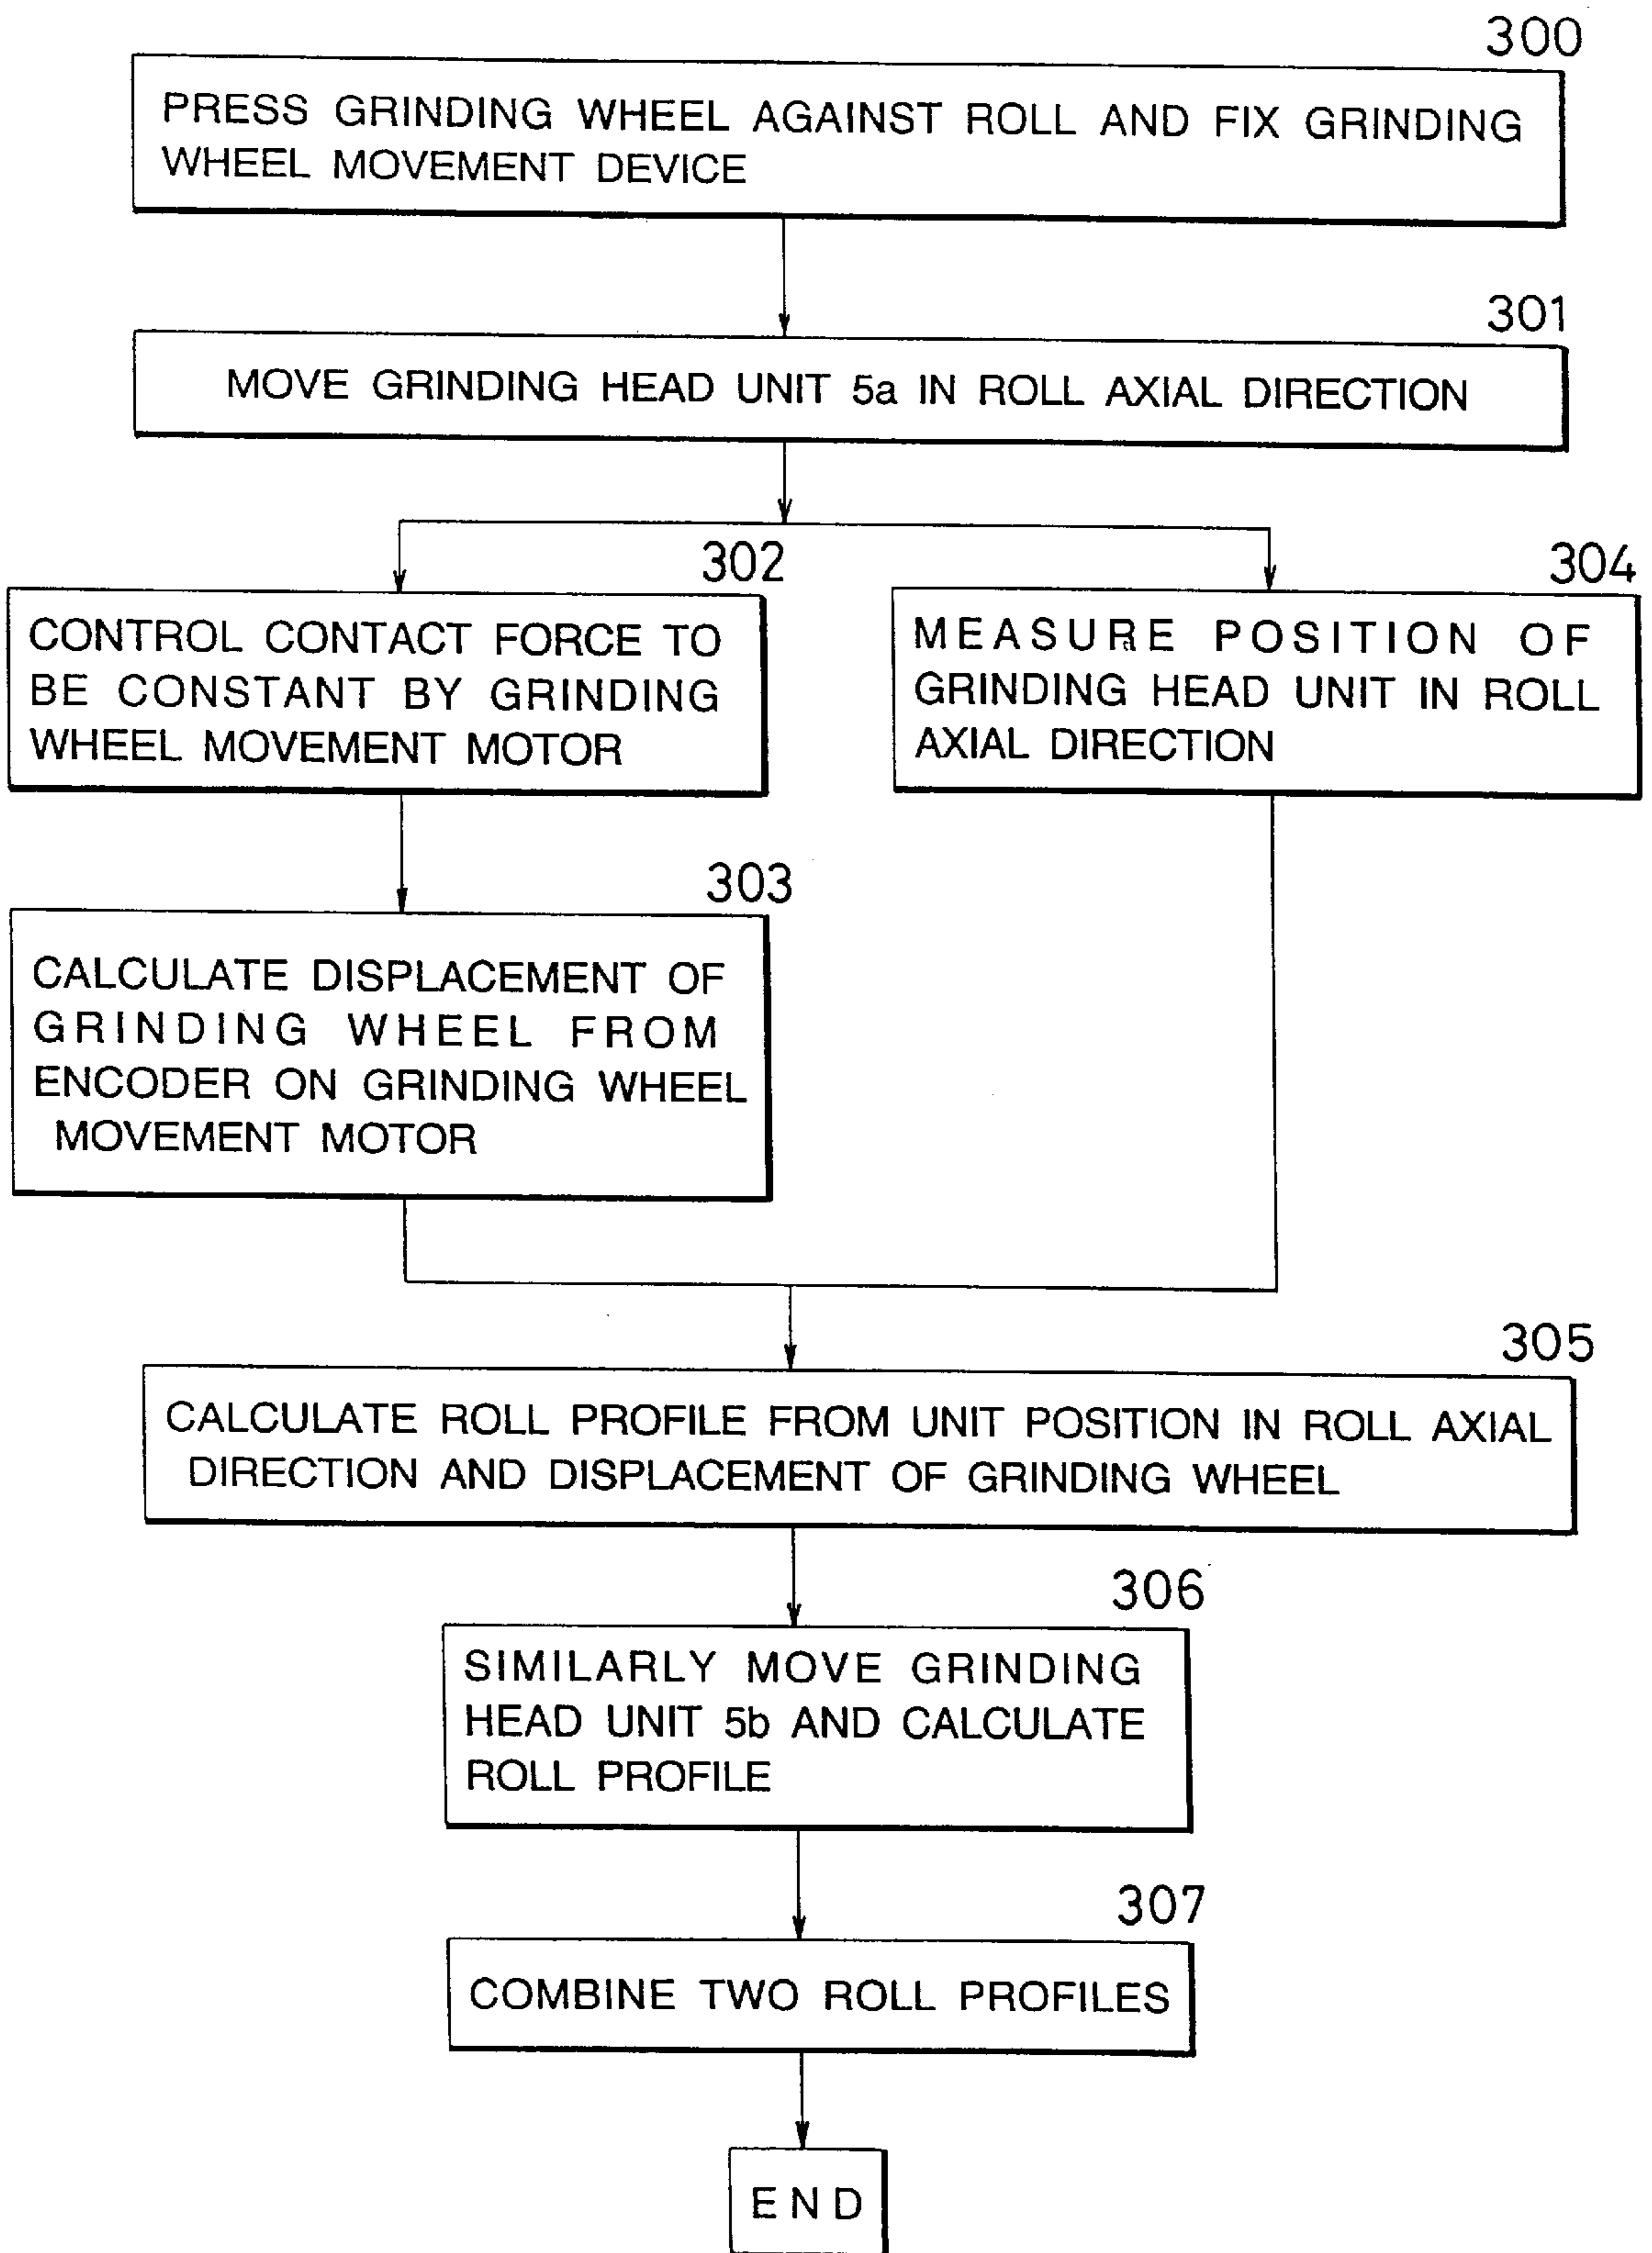 300
PRESS GRINDING WHEEL AGAINST ROLL AND FIX GRINDING
WHEEL MOVEMENT DEVICE
301
MOVE GRINDING HEAD UNIT 5a IN ROLL AXIAL DIRECTION
302
CONTROL CONTACT FORCE TO
BE CONSTANT BY GRINDING
WHEEL MOVEMENT MOTOR
304
MEASURE POSITION OF
GRINDING HEAD UNIT IN ROLL
AXIAL DIRECTION
303
CALCULATE DISPLACEMENT OF
GRINDING WHEEL FROM
ENCODER ON GRINDING WHEEL
MOVEMENT MOTOR
305
CALCULATE ROLL PROFILE FROM UNIT POSITION IN ROLL AXIAL
DIRECTION AND DISPLACEMENT OF GRINDING WHEEL
306
SIMILARLY MOVE GRINDING
HEAD UNIT 5b AND CALCULATE
ROLL PROFILE
307
COMBINE TWO ROLL PROFILES
END